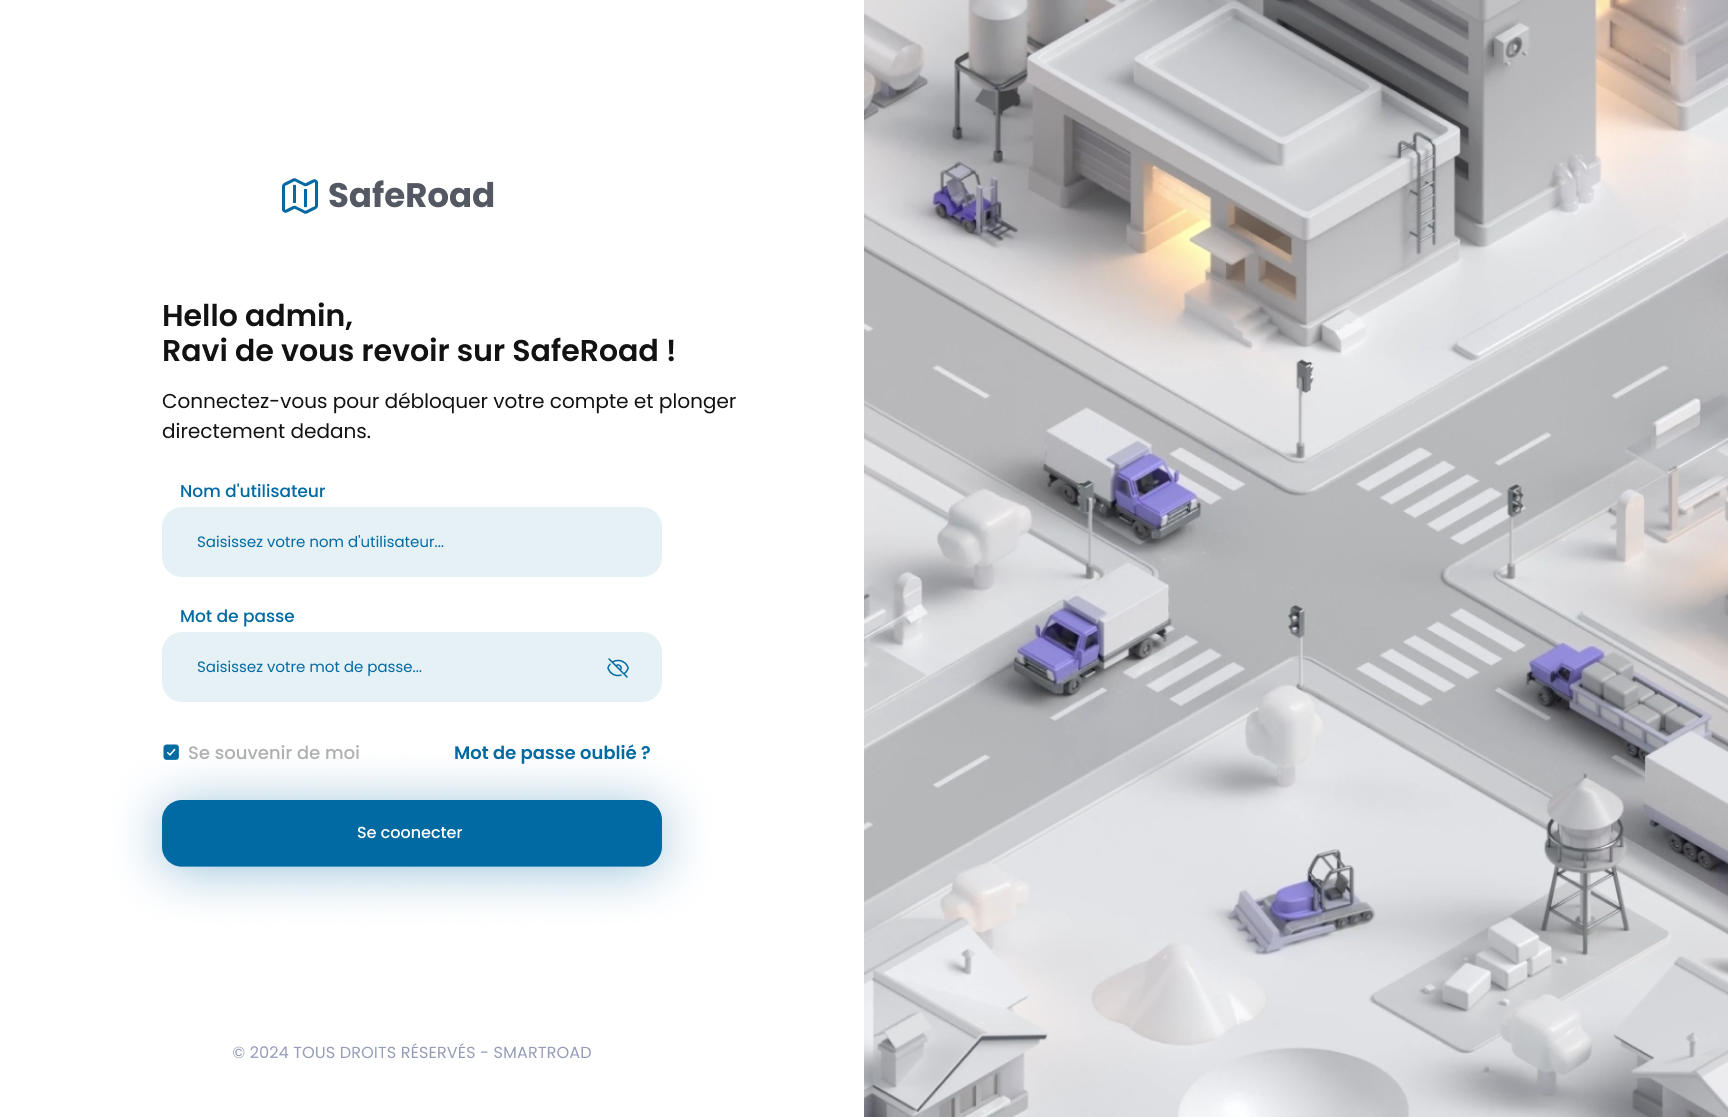 SafeRoad
Hello admin,
Ravi de vous revoir sur SafeRoad !
Connectez-vous pour débloquer votre compte et plonger
directement dedans.
Nom d'utilisateur
Saisissez votre nom d'utilisateur...
Mot de passe
Saisissez votre mot de passe...
Se souvenir de moi
Mot de passe oublié ?
Se coonecter
© 2024 TOUS DROITS RÉSERVÉS - SMARTROAD